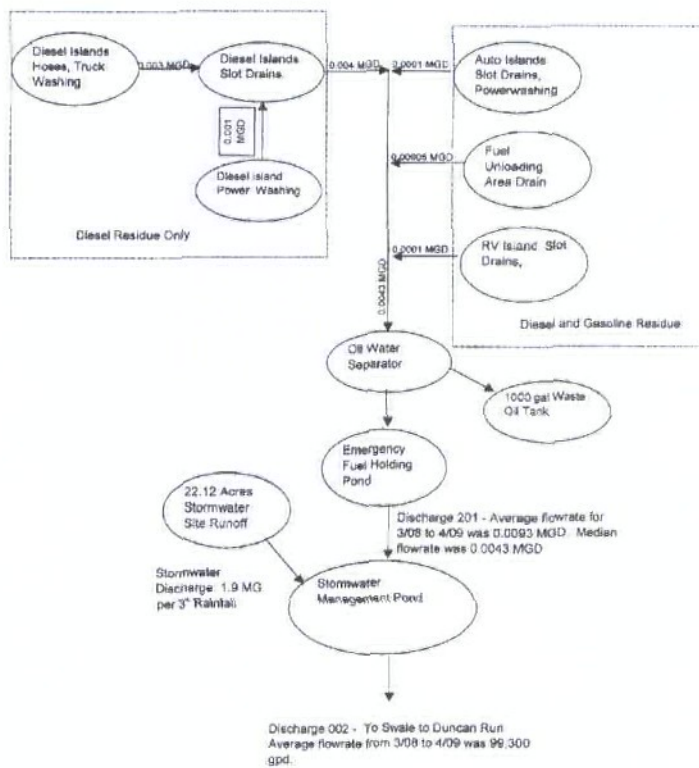 Diesel Islands
Hoses, Truck
Washing
0.003 MGD
Diesel Islands
Slot Drains
0.004 MGD
0.0001 MGD
Auto Islands
Slot Drains,
Powerwashing
0.001
MGD
Diesel island
Power Washing
Diesel Residue Only
0.00005 MGD
Fuel
Unloading
Area Drain
0.0001 MGD
RV Island Slot
Drains,
0.0043 MGD
Diesel and Gasoline Residue
Oil Water
Separator
1000 gal Waste
Oil Tank
Emergency
Fuel Holding
Pond
22.12 Acres
Stormwater
Site Runoff
Discharge 201 - Average flowrate for
3/08 to 4/09 was 0.0093 MGD. Median
flowrate was 0.0043 MGD
Stormwater
Discharge: 1.9 MG
per 3" Rainfall
Stormwater
Management Pond
Discharge 002 - To Swale to Duncan Run
Average flowrate from 3/08 to 4/09 was 99,300
gpd.